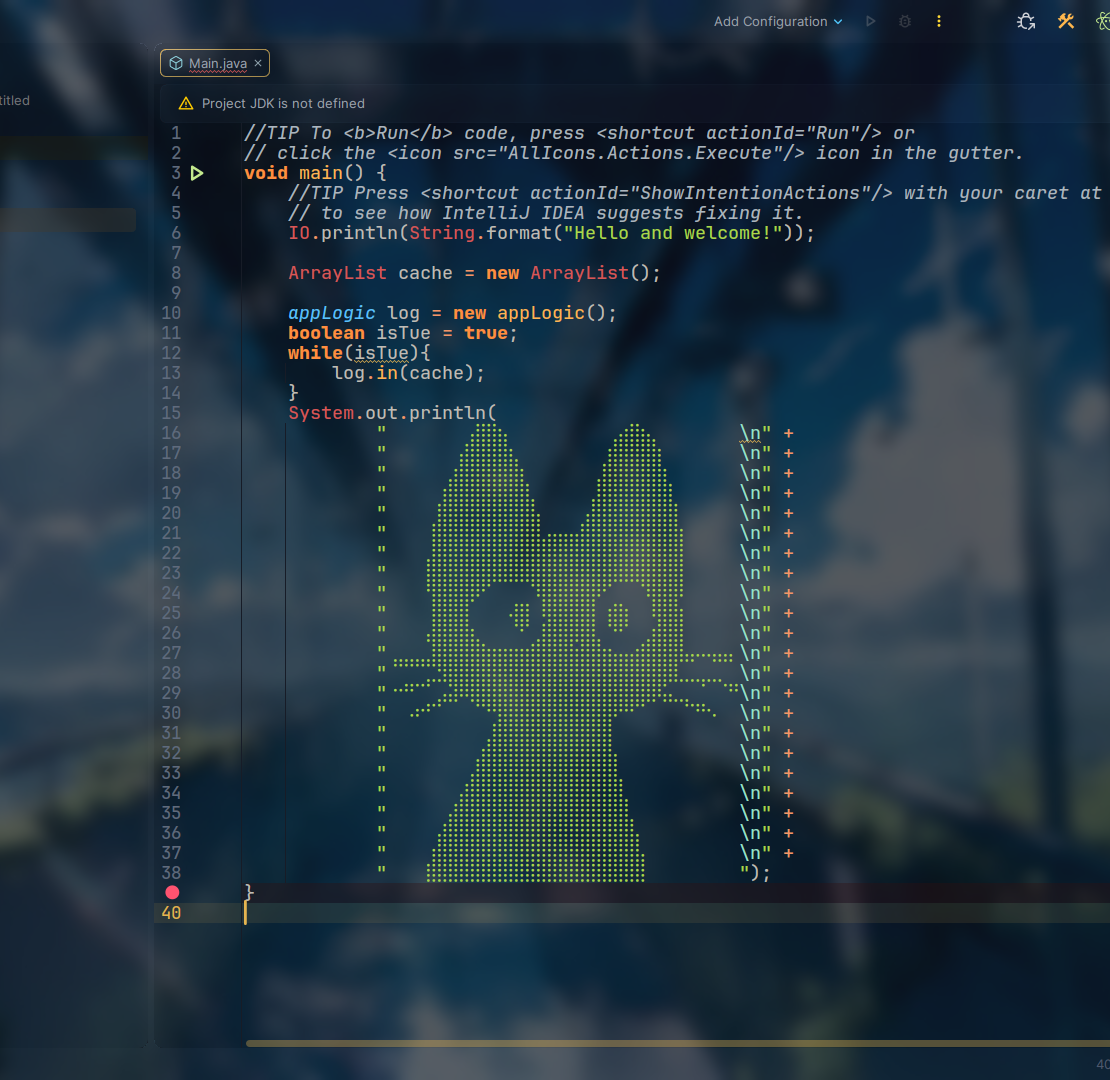 Add Configuration
Main.java
titled
Project JDK is not defined
1 //TIP To <b>Run</b> code, press <shortcut actionId="Run"/> or
2 // click the <icon src="AllIcons.Actions.Execute"/> icon in the gutter.
3 void main() {
4 //TIP Press <shortcut actionId="ShowIntentionActions"/> with your caret at
5 // to see how IntelliJ IDEA suggests fixing it.
6 IO.println(String.format("Hello and welcome!"));
7
8 ArrayList cache = new ArrayList();
9
10 appLogic log = new appLogic();
11 boolean isTue = true;
12 while(isTue){
13 log.in(cache);
14 }
15 System.out.println(
16 " \n" +
17 " \n" +
18 " \n" +
19 " \n" +
20 " \n" +
21 " \n" +
22 " \n" +
23 " \n" +
24 " \n" +
25 " \n" +
26 " \n" +
27 " \n" +
28 " \n" +
29 " \n" +
30 " \n" +
31 " \n" +
32 " \n" +
33 " \n" +
34 " \n" +
35 " \n" +
36 " \n" +
37 " \n" +
38 " ");
}
40
40